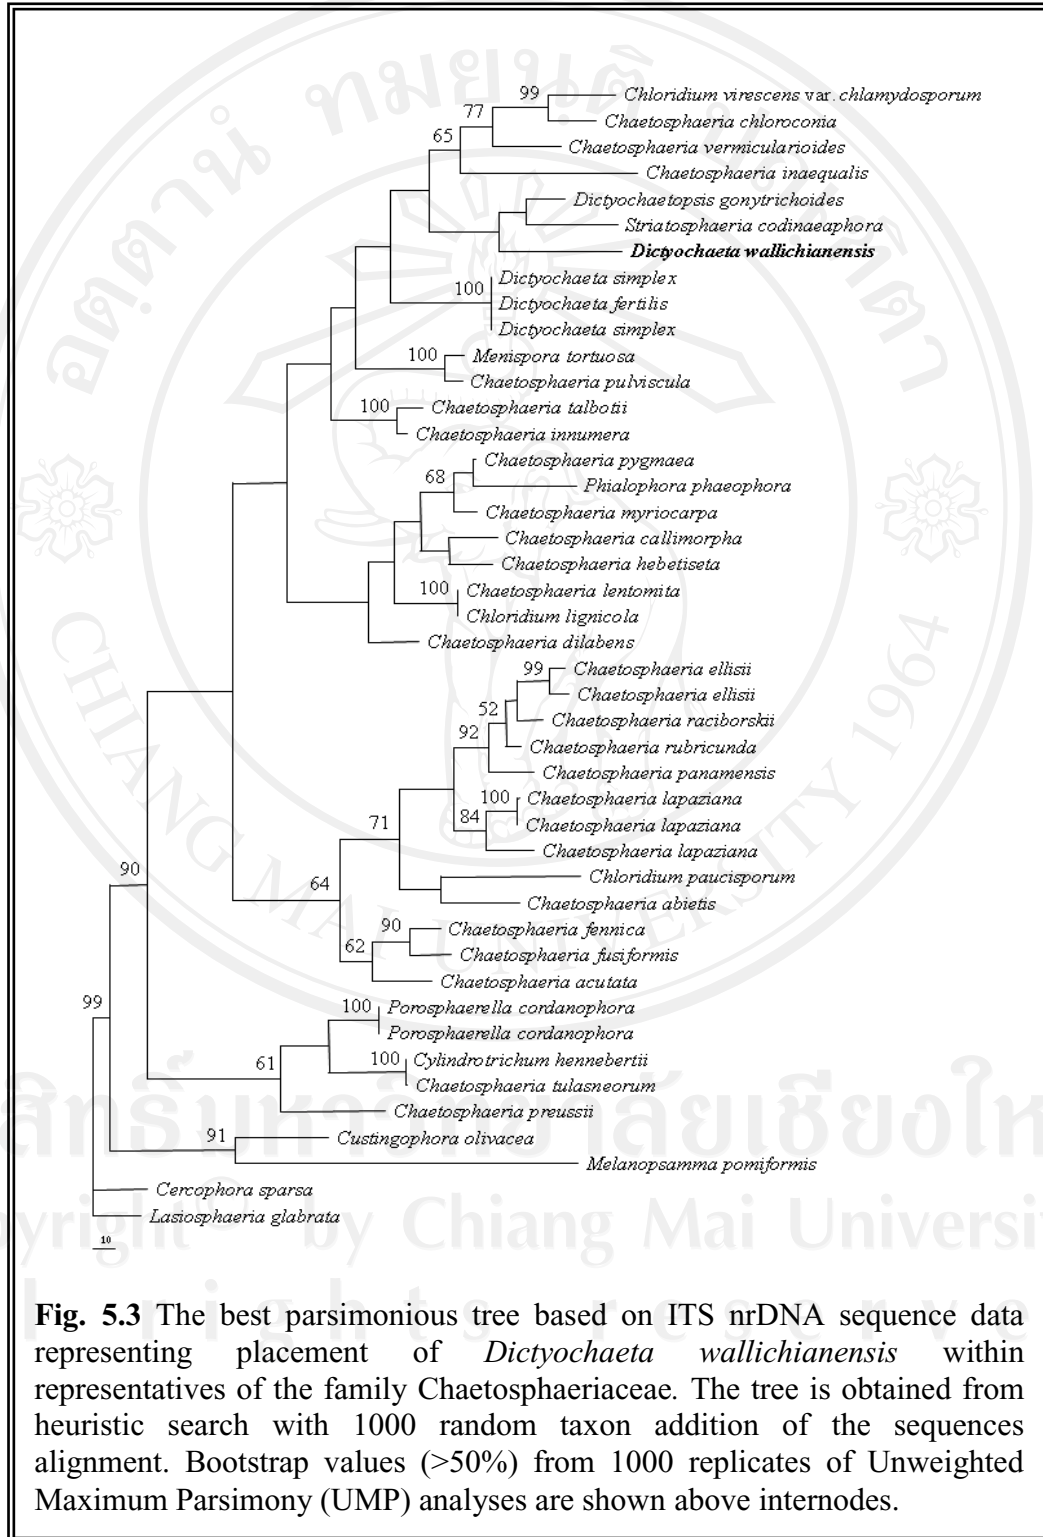 99
Chloridium virescens var. chlamydosporum
77
Chaetosphaeria chloroconia
65
Chaetosphaeria vermicularioides
Chaetosphaeria inaequalis
Dictyochaetopsis gonytrichoides
Striatosphaeria codinaeaphora
Dictyochaeta wallichianensis
Dictyochaeta simplex
100
Dictyochaeta fertilis
Dictyochaeta simplex
100
Menispora tortuosa
Chaetosphaeria pulviscula
100
Chaetosphaeria talbotii
Chaetosphaeria innumera
Chaetosphaeria pygmaea
68
Phialophora phaeophora
Chaetosphaeria myriocarpa
Chaetosphaeria callimorpha
Chaetosphaeria hebetiseta
100
Chaetosphaeria lentomita
Chloridium lignicola
Chaetosphaeria dilabens
99
Chaetosphaeria ellisii
Chaetosphaeria ellisii
52
Chaetosphaeria raciborskii
92
Chaetosphaeria rubricunda
Chaetosphaeria panamensis
100
Chaetosphaeria lapaziana
84
Chaetosphaeria lapaziana
71
Chaetosphaeria lapaziana
Chloridium paucisporum
90
64
Chaetosphaeria abietis
90
Chaetosphaeria fennica
62
Chaetosphaeria fusiformis
Chaetosphaeria acutata
99
100
Porosphaerella cordanophora
Porosphaerella cordanophora
61
100
Cylindrotrichum hennebertii
Chaetosphaeria tulasneorum
Chaetosphaeria preussii
91
Custingophora olivacea
Melanopsamma pomiformis
Cercophora sparsa
Lasiosphaeria glabrata
10
CHIANG MAI UNIVERSITY 1964
by Chiang Mai
Fig. 5.3 The best parsimonious tree based on ITS nrDNA sequence data
representing placement of Dictyochaeta wallichianensis within
representatives of the family Chaetosphaeriaceae. The tree is obtained from
heuristic search with 1000 random taxon addition of the sequences
alignment. Bootstrap values (>50%) from 1000 replicates of Unweighted
Maximum Parsimony (UMP) analyses are shown above internodes.